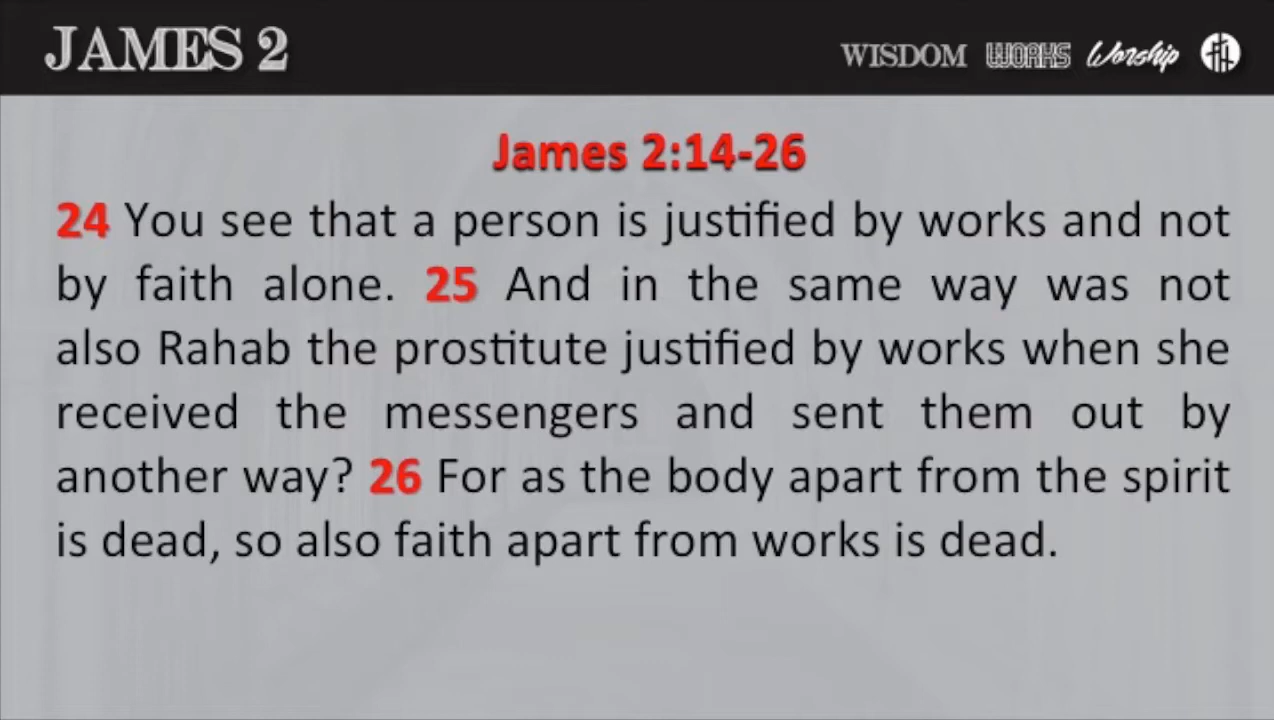 JAMES 2
WISDOM WORKS Worship
James 2:14-26
24 You see that a person is justified by works and not
by faith alone. 25 And in the same way was not
also Rahab the prostitute justified by works when she
received the messengers and sent them out by
another way? 26 For as the body apart from the spirit
is dead, so also faith apart from works is dead.